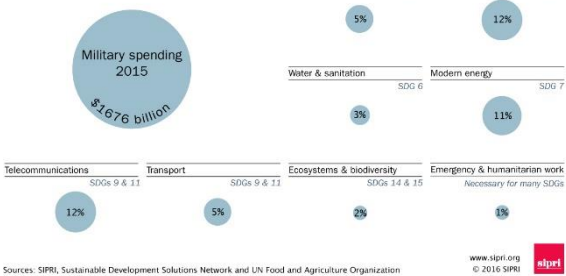 5%
12%
Military spending
2015
$1676 billion
Water & sanitation
SDG 6
Modern energy
SDG 7
3%
11%
Telecommunications
SDGs 9 & 11
Transport
SDGs 9 & 11
Ecosystems & biodiversity
SDGs 14 & 15
Emergency & humanitarian work
Necessary for many SDGs
12%
5%
2%
1%
www.sipri.org
© 2016 SIPRI
sipri
Sources: SIPRI, Sustainable Development Solutions Network and UN Food and Agriculture Organization